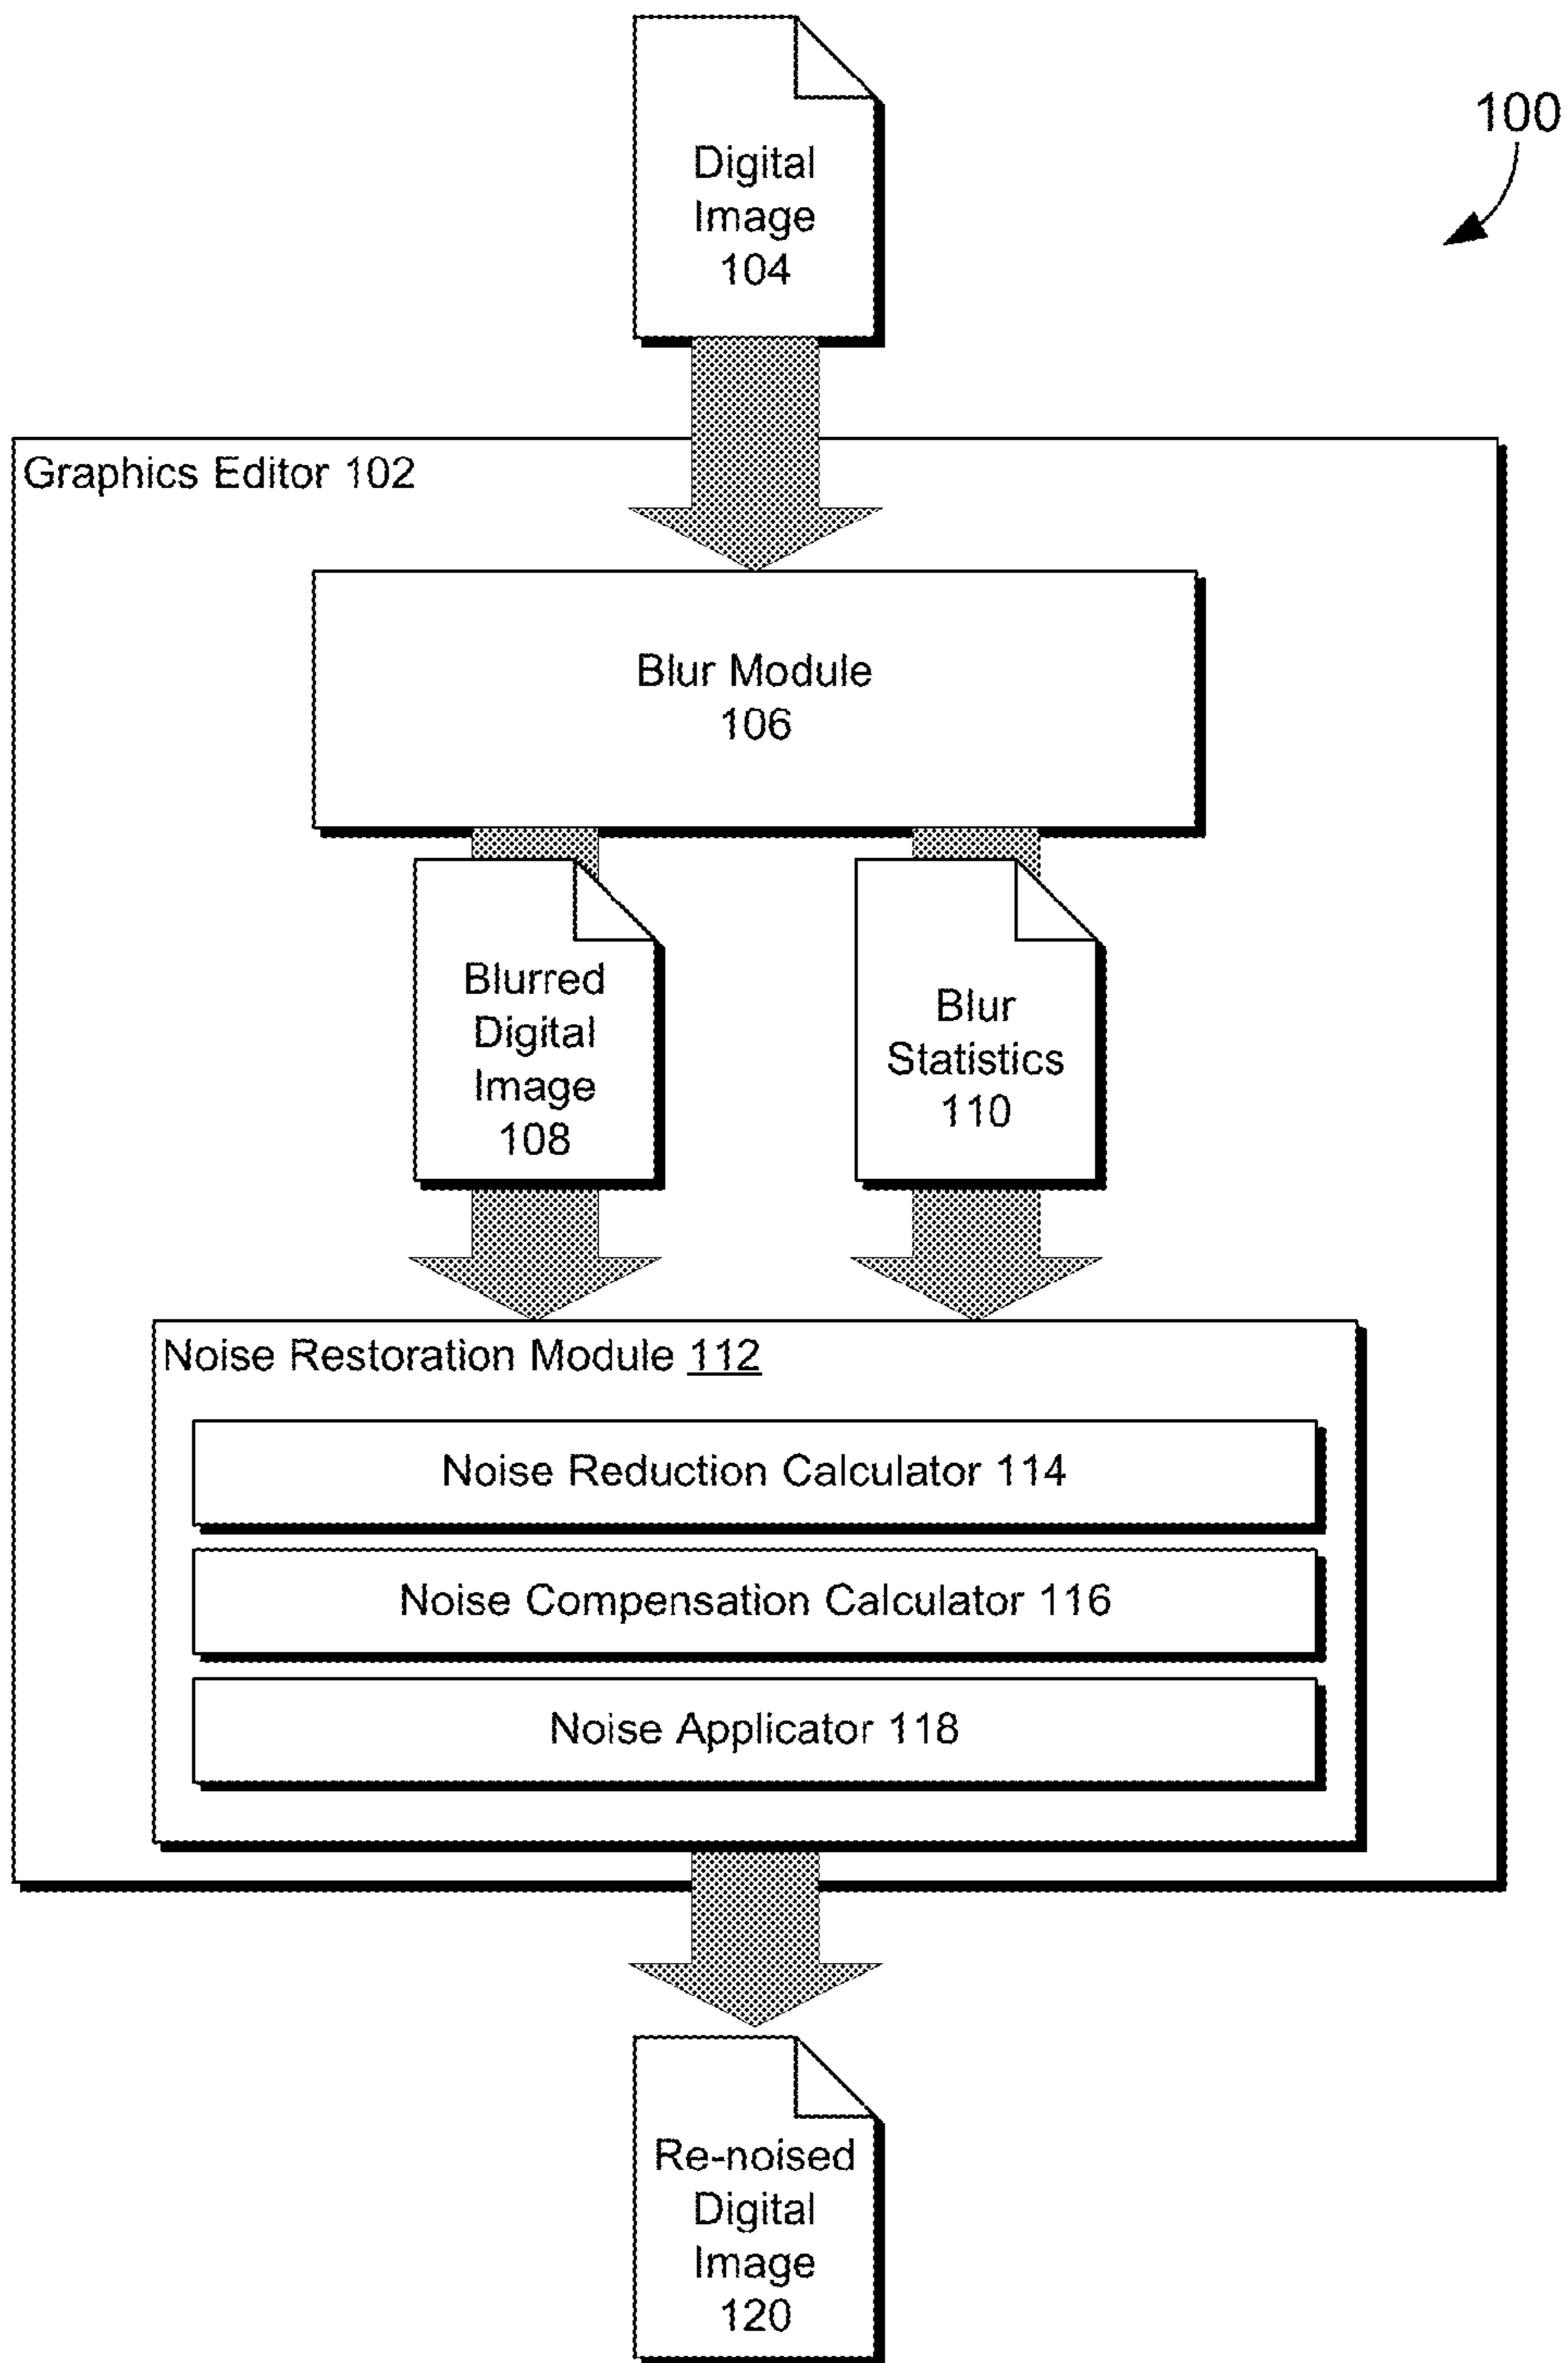 100
Digital
Image
104
Graphics Editor 102
Blur Module
106
Blurred
Digital
Image
108
Blur
Statistics
110
Noise Restoration Module 112
Noise Reduction Calculator 114
Noise Compensation Calculator 116
Noise Applicator 118
Re-noised
Digital
Image
120